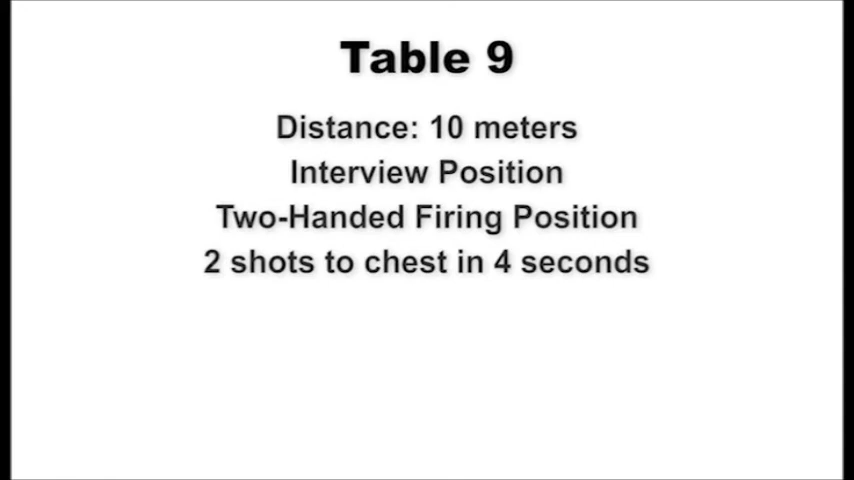 Table 9
Distance: 10 meters
Interview Position
Two-Handed Firing Position
2 shots to chest in 4 seconds